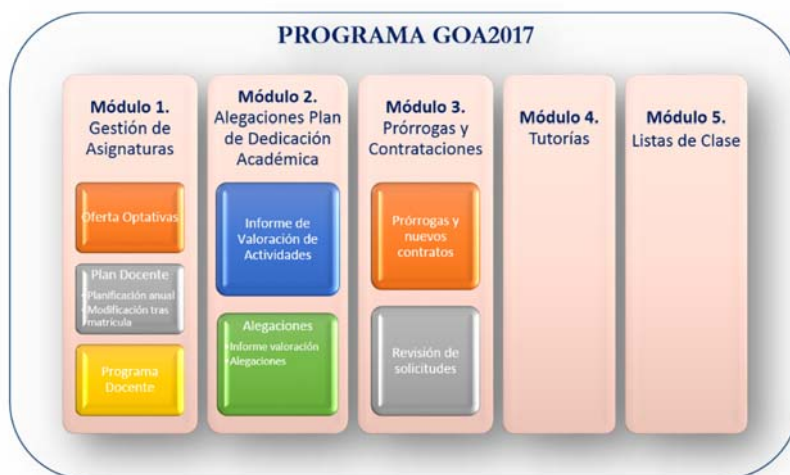 PROGRAMA GOA2017
Módulo 1.
Gestión de
Asignaturas
Oferta Optativas
Plan Docente
• Planificación anual
• Modificación tras
matrícula
Programa
Docente
Módulo 2.
Alegaciones Plan
de Dedicación
Académica
Informe de
Valoración de
Actividades
Alegaciones
• Informe valoración
• Alegaciones
Módulo 3.
Prórrogas y
Contrataciones
Prórrogas y
nuevos
contratos
Revisión de
solicitudes
Módulo 4.
Tutorías
Módulo 5.
Listas de Clase